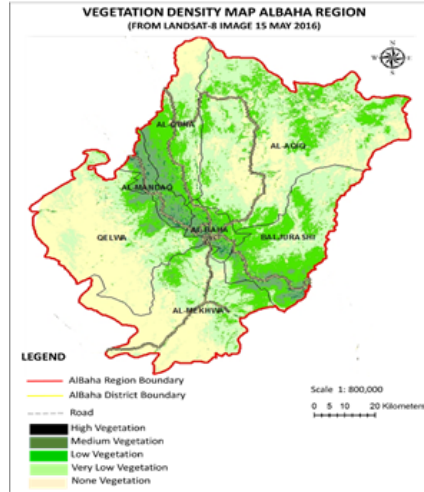 VEGETATION DENSITY MAP ALBAHA REGION
(FROM LANDSAT-8 IMAGE 15 MAY 2016)
N
W E
S
AL-QURA
AL-AQIQ
AL-MANDAQ
QELWA
AL-BAHA
BALJURASHI
AL-MEKHWA
LEGEND
AlBaha Region Boundary
AlBaha District Boundary
Road
High Vegetation
Medium Vegetation
Low Vegetation
Very Low Vegetation
None Vegetation
Scale 1: 800,000
0 5 10 20 Kilometers